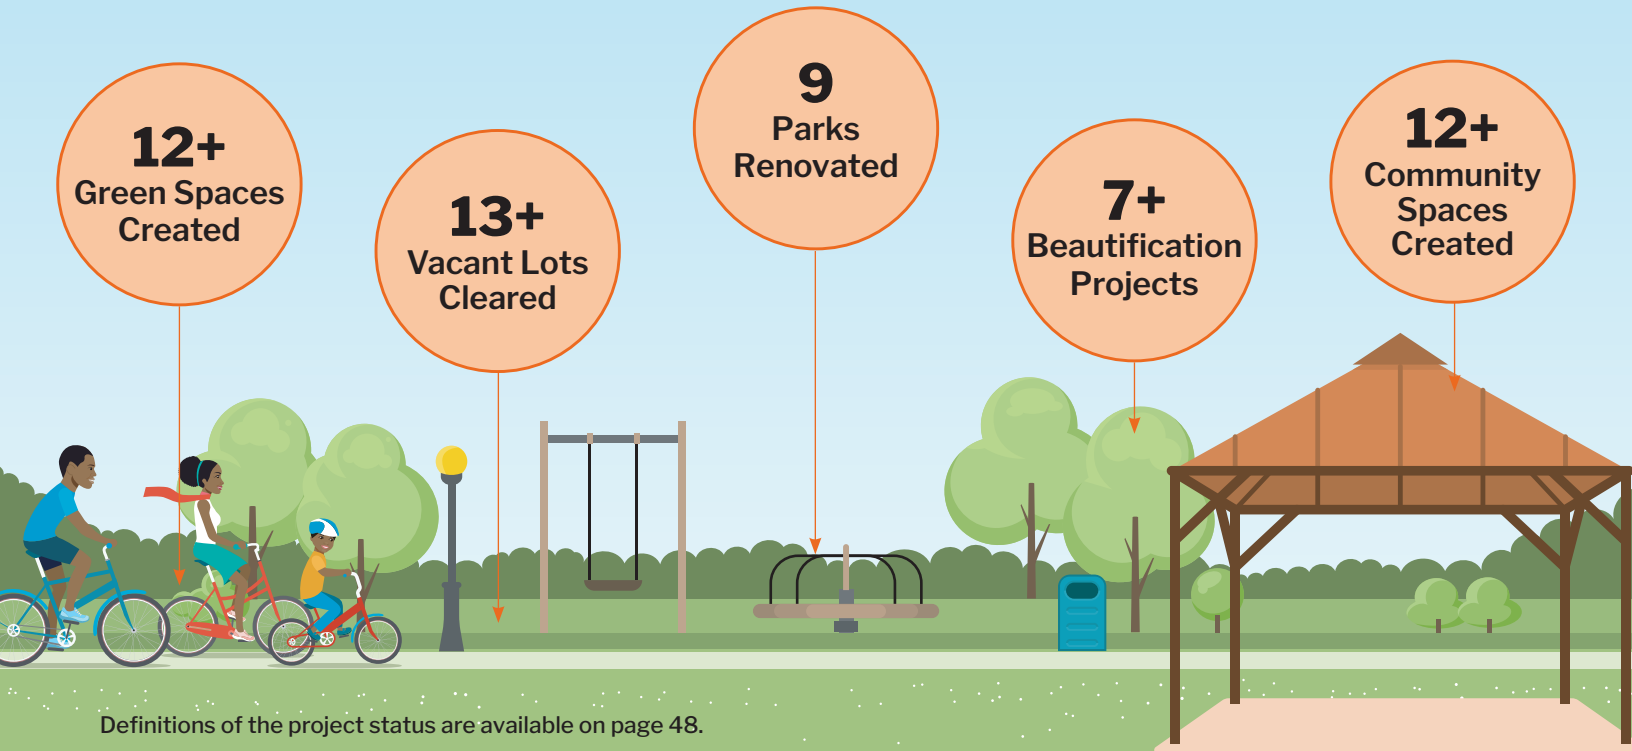 12+
Green Spaces
Created
13+
Vacant Lots
Cleared
9
Parks
Renovated
7+
Beautification
Projects
12+
Community
Spaces
Created
Definitions of the project status are available on page 48.